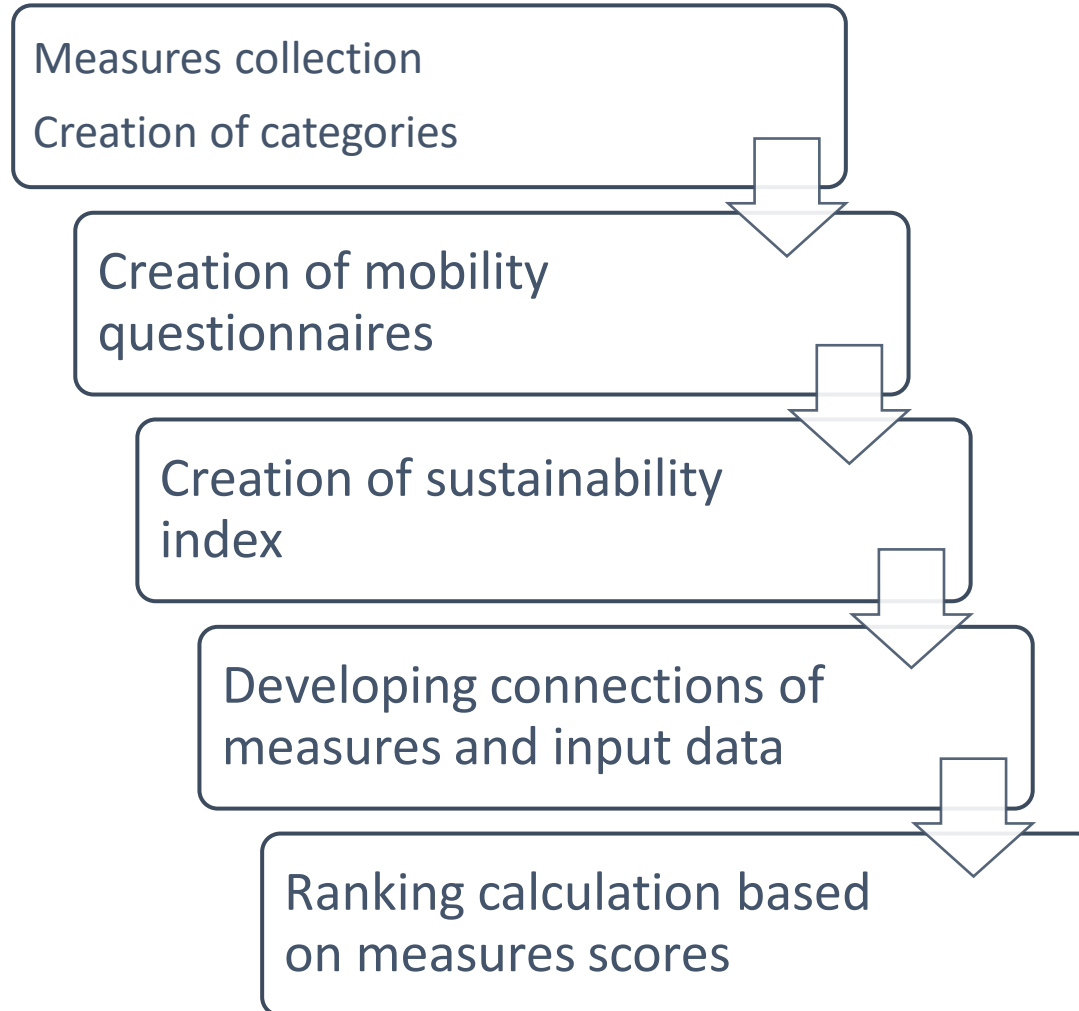 Measures collection
Creation of categories
Creation of mobility
questionnaires
Creation of sustainability
index
Developing connections of
measures and input data
Ranking calculation based
on measures scores